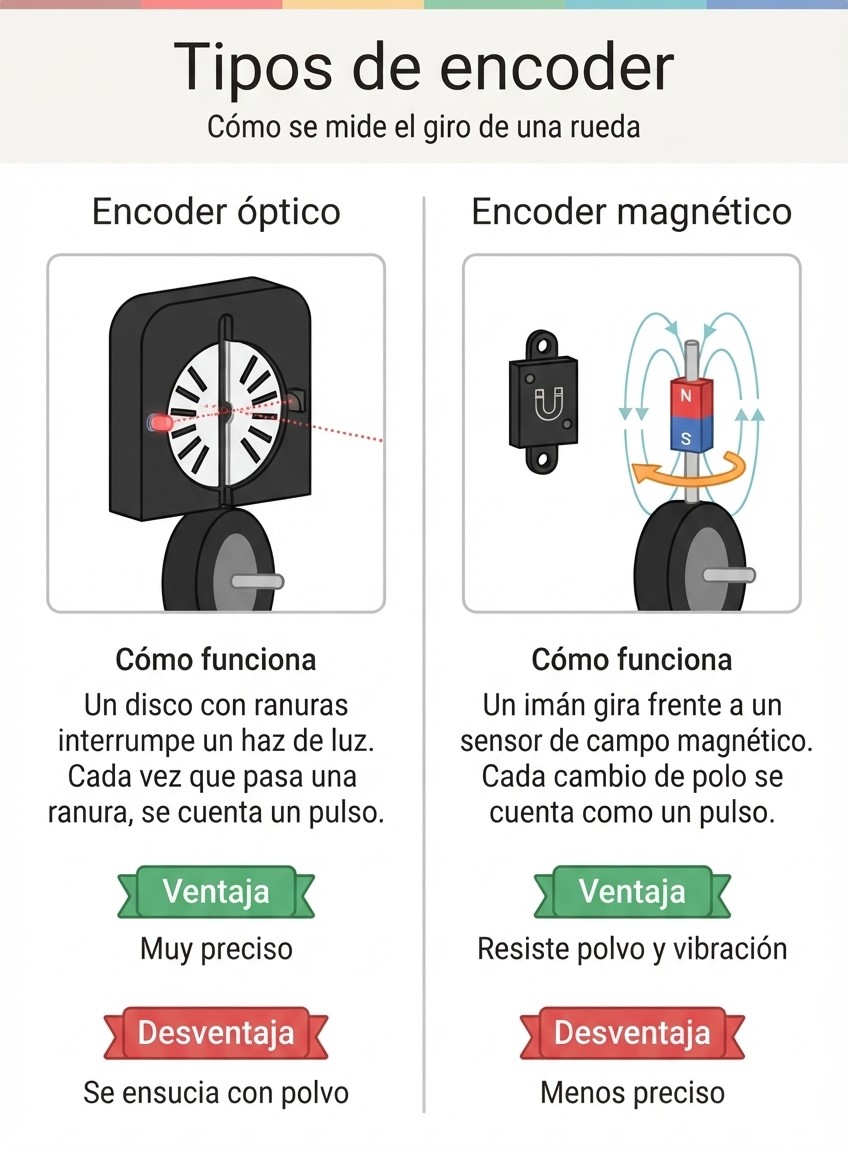 Tipos de encoder
Cómo se mide el giro de una rueda
Encoder óptico
Encoder magnético
N
S
Cómo funciona
Un disco con ranuras
interrumpe un haz de luz.
Cada vez que pasa una
ranura, se cuenta un pulso.
Ventaja
Muy preciso
Desventaja
Se ensucia con polvo
Cómo funciona
Un imán gira frente a un
sensor de campo magnético.
Cada cambio de polo se
cuenta como un pulso.
Ventaja
Resiste polvo y vibración
Desventaja
Menos preciso